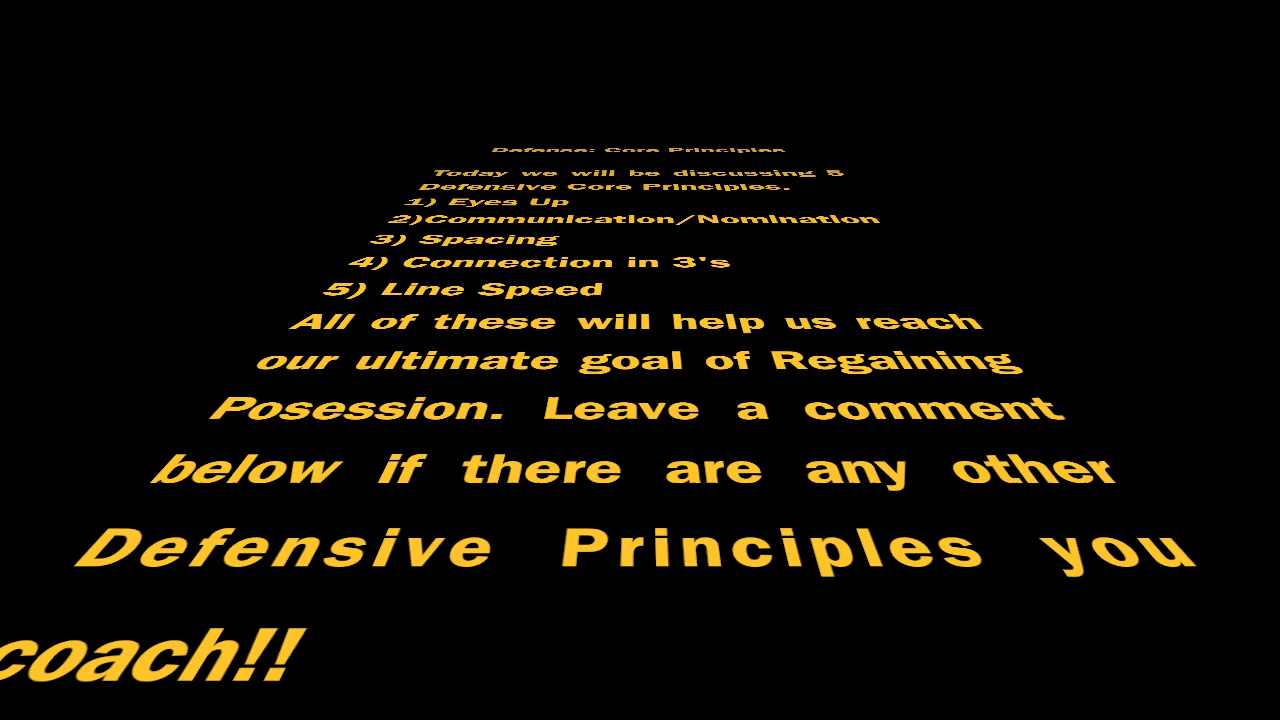 Defense: Core Principles
Today we will be discussing 5
Defensive Core Principles.
1) Eyes Up
2)Communication/Nomination
3) Spacing
4) Connection in 3's
5) Line Speed
All of these will help us reach
our ultimate goal of Regaining
Posession. Leave a comment
below if there are any other
Defensive Principles you
coach!!